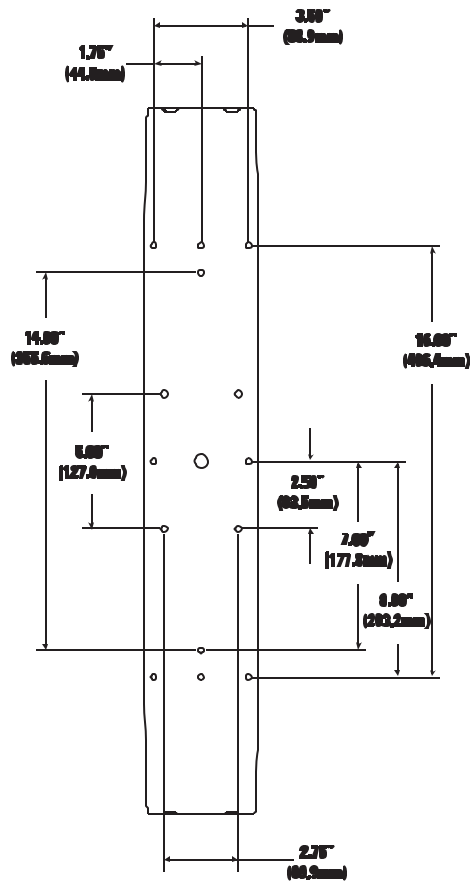 3.50"
(88.9mm)
1.75"
(44.5mm)
14.00"
(355.6mm)
16.00"
(406.4mm)
5.00"
(127.0mm)
2.50"
(63.5mm)
7.00"
(177.8mm)
8.00"
(203.2mm)
2.75"
(69.9mm)